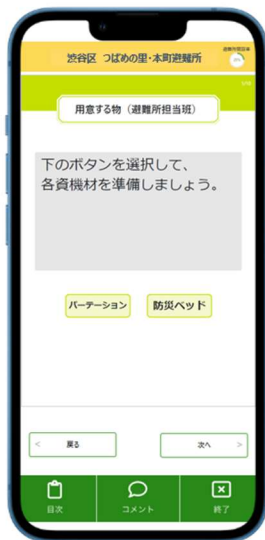 渋谷区 つばめの里・本町避難所
用意する物（避難所担当班）
下のボタンを選択して、
各資機材を準備しましょう。
パーテーション
防災ベッド
< 戻る
次へ >
目次
コメント
終了